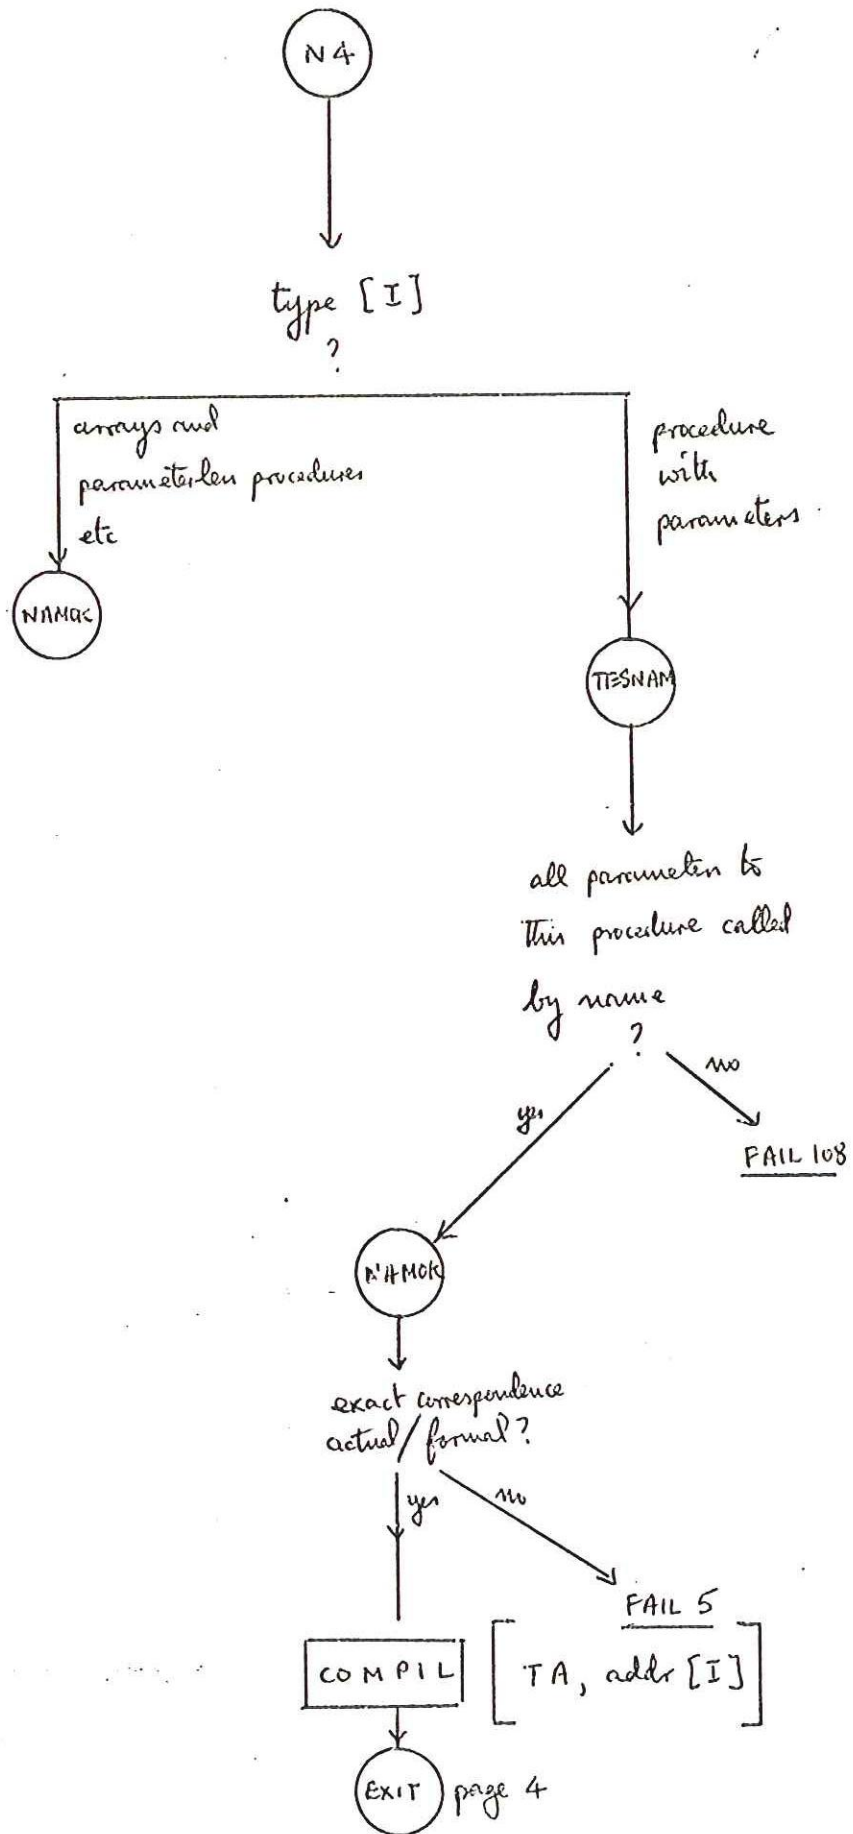 N4
type [I]
?
arrays and
parameterless procedures
etc
procedure
with
parameters
NAMOK
TESNAM
all parameters to
this procedure called
by name
?
no
yes
FAIL 108
NAMOK
exact correspondence
actual / formal?
yes
no
FAIL 5
COMPIL [TA, addr [I]]
EXIT page 4